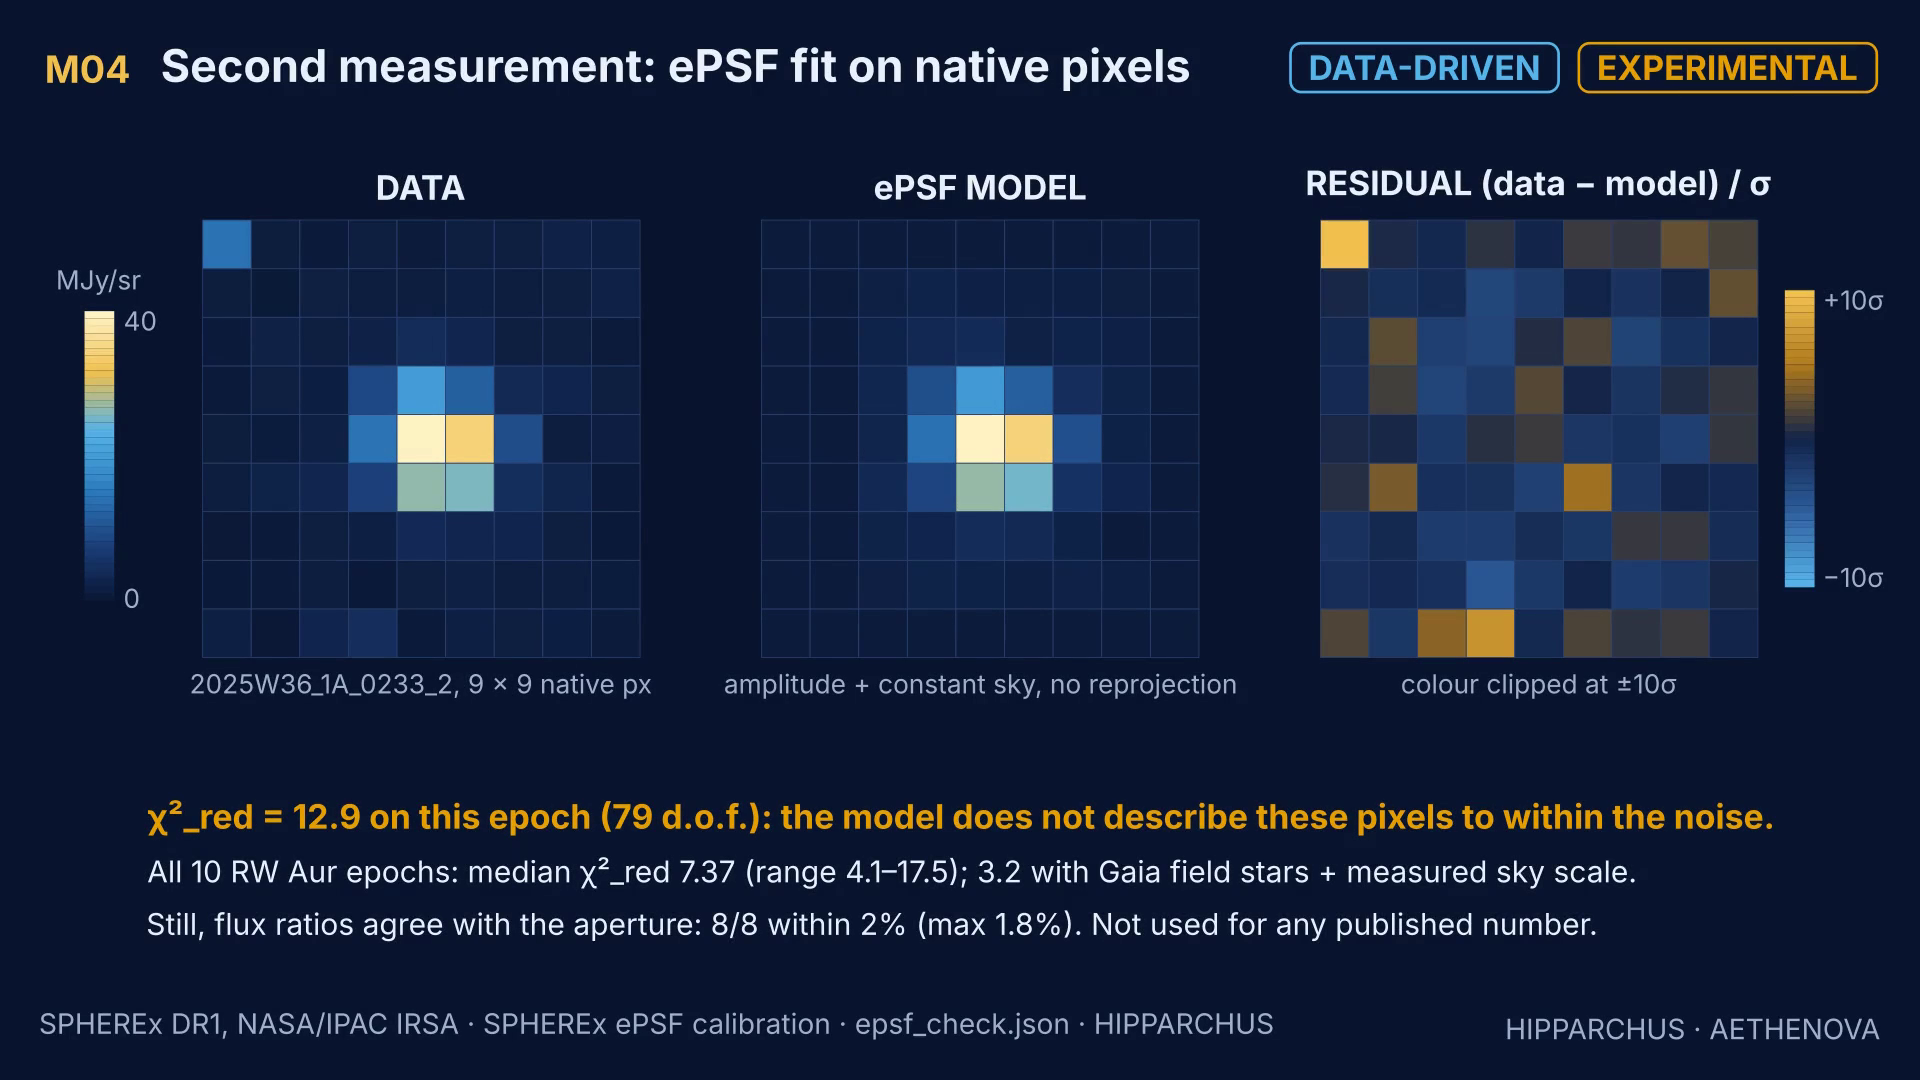 M04 Second measurement: ePSF fit on native pixels DATA-DRIVEN EXPERIMENTAL
DATA
ePSF MODEL
RESIDUAL (data − model) / σ
MJy/sr
40
0
+10σ
−10σ
2025W36_1A_0233_2, 9 × 9 native px
amplitude + constant sky, no reprojection
colour clipped at ±10σ
χ²_red = 12.9 on this epoch (79 d.o.f.): the model does not describe these pixels to within the noise.
All 10 RW Aur epochs: median χ²_red 7.37 (range 4.1–17.5); 3.2 with Gaia field stars + measured sky scale.
Still, flux ratios agree with the aperture: 8/8 within 2% (max 1.8%). Not used for any published number.
SPHEREx DR1, NASA/IPAC IRSA · SPHEREx ePSF calibration · epsf_check.json · HIPPARCHUS
HIPPARCHUS · AETHENOVA